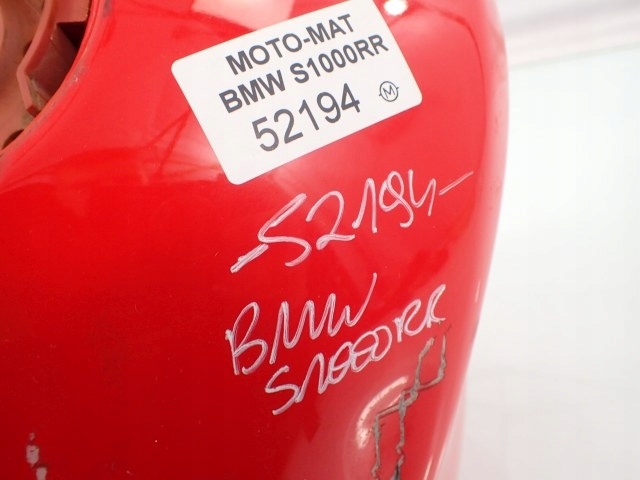 MOTO-MAT
BMW S1000RR
52194 M
-52194-
BMW
S1000RR